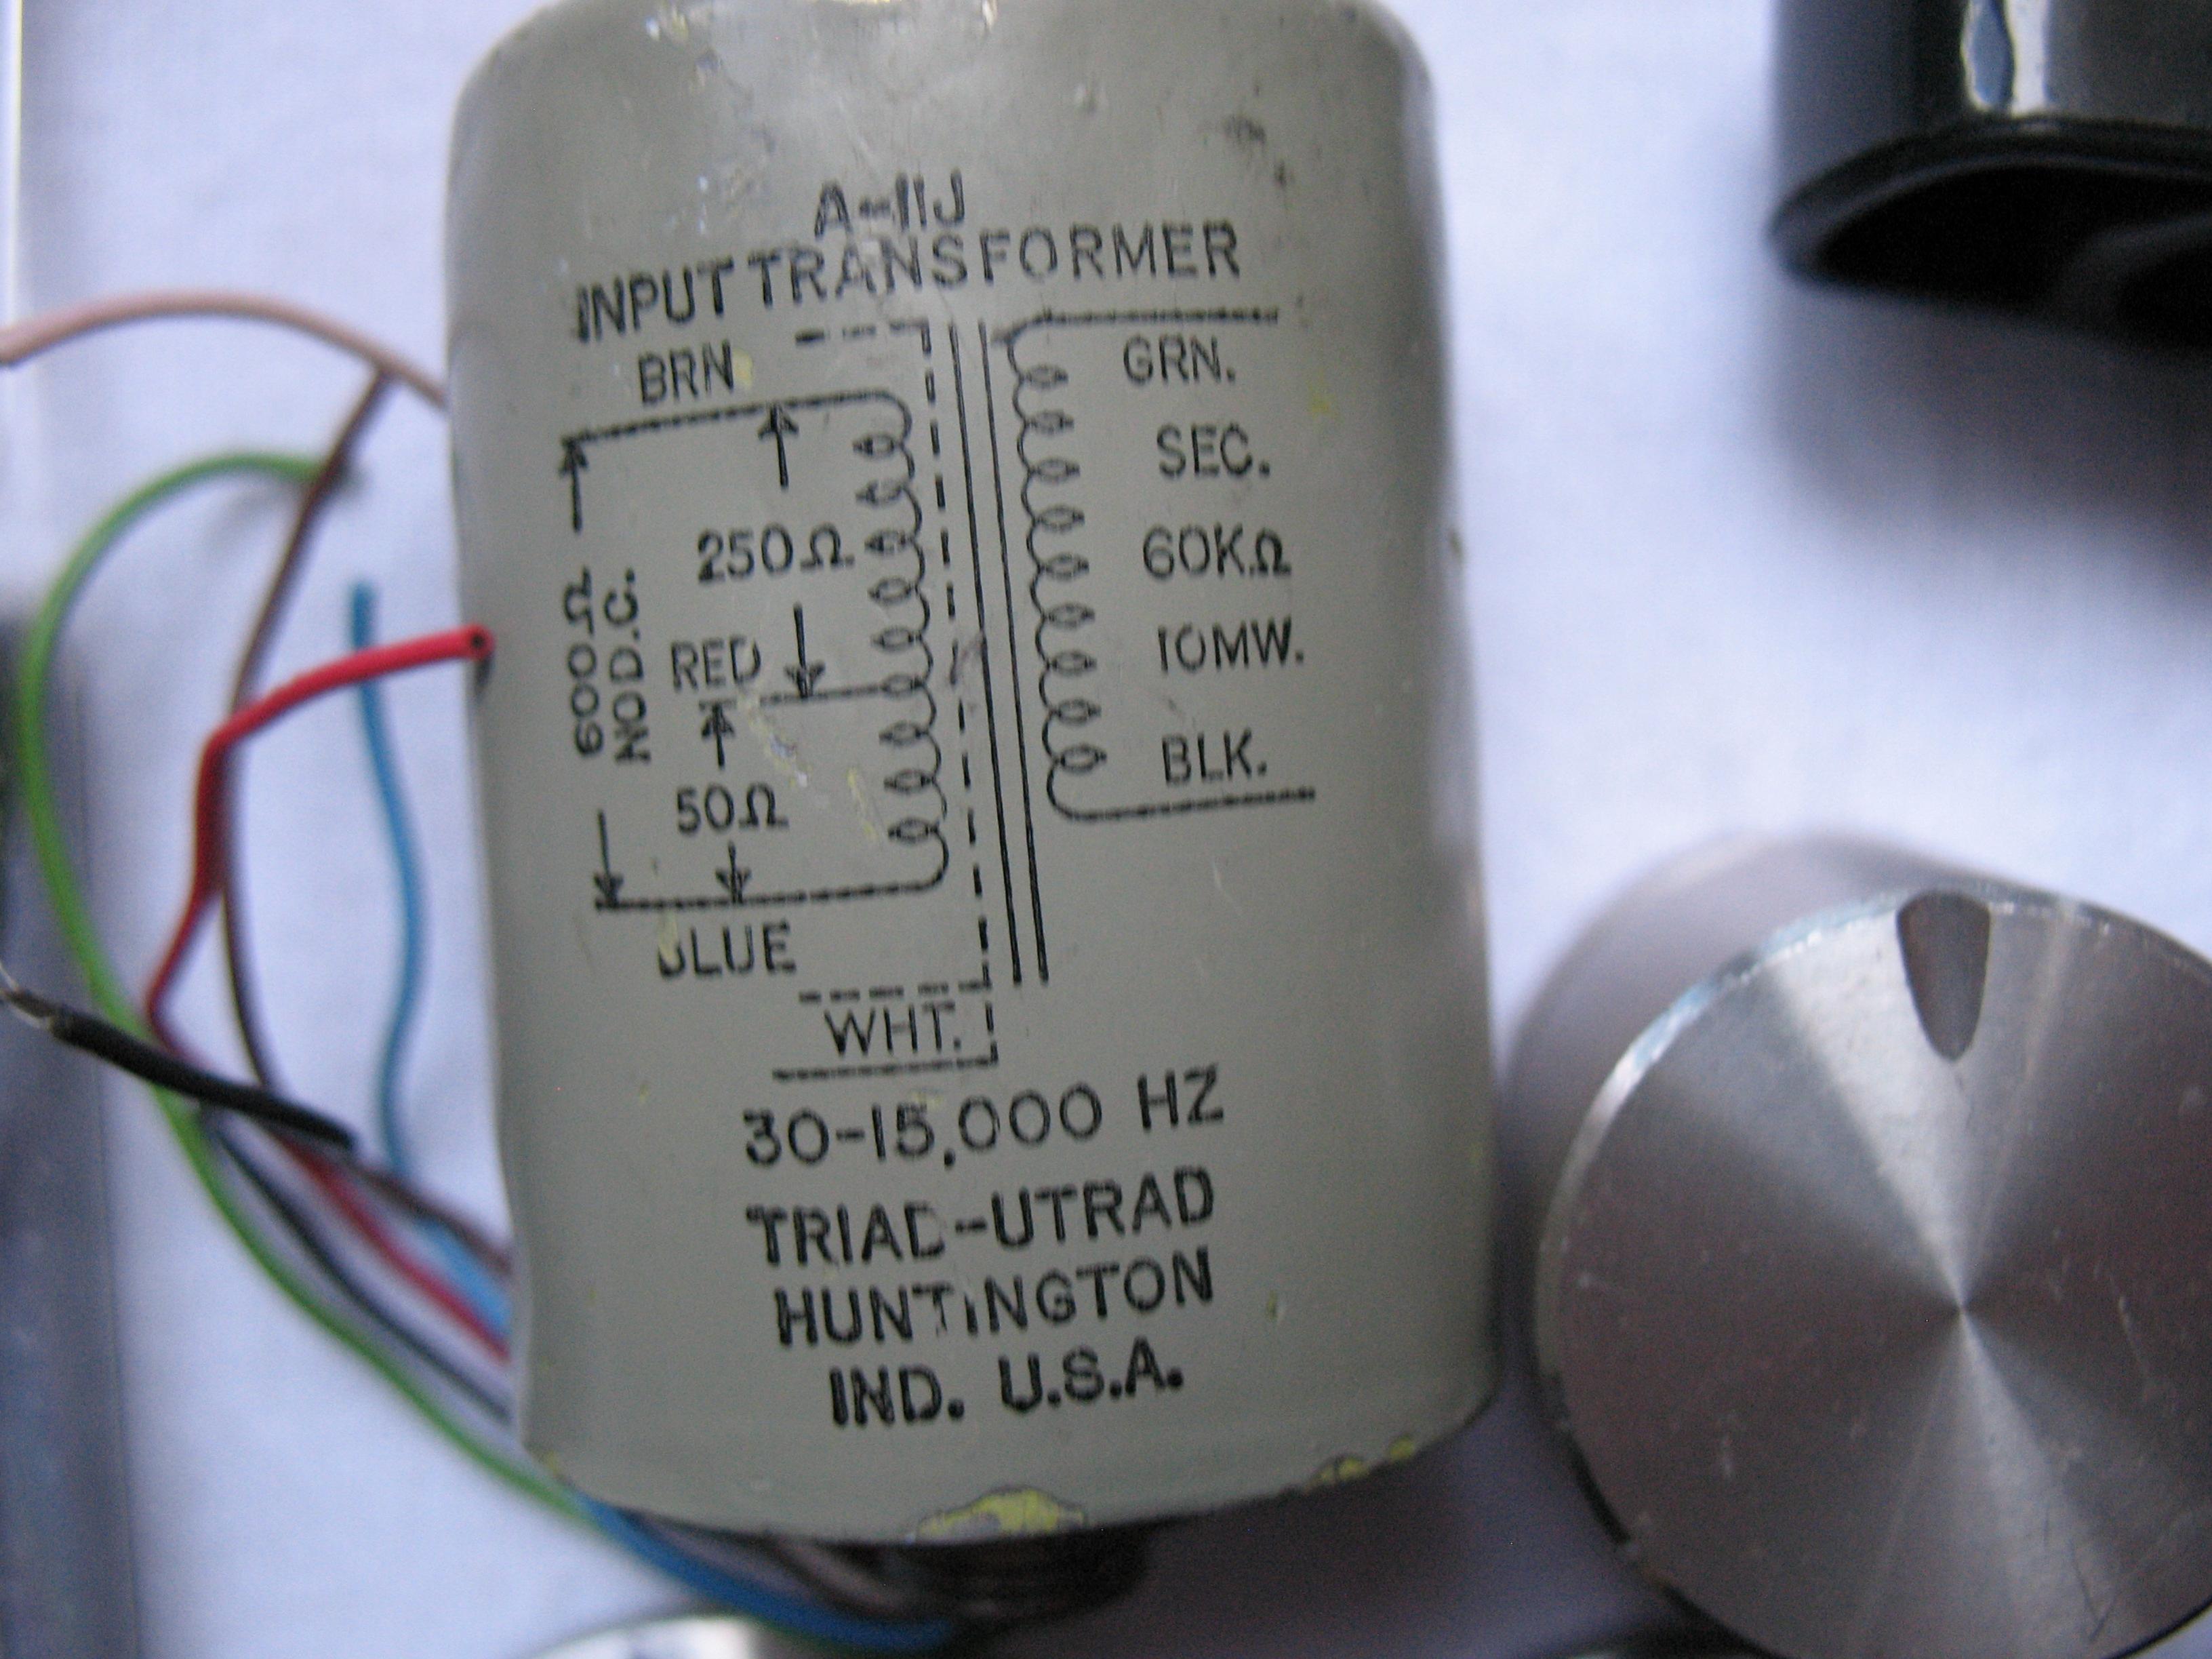 A-11J
INPUT TRANSFORMER
BRN
GRN.
SEC.
250Ω
60KΩ
600Ω
NO D.C.
RED
10MW.
50Ω
BLK.
BLUE
WHT.
30-15,000 HZ
TRIAD-UTRAD
HUNTINGTON
IND. U.S.A.